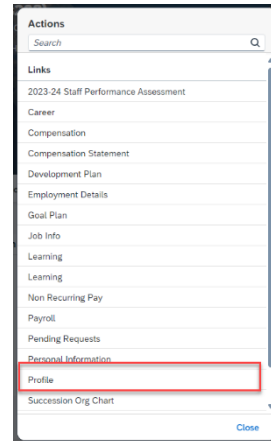 Actions
Search
Links
2023-24 Staff Performance Assessment
Career
Compensation
Compensation Statement
Development Plan
Employment Details
Goal Plan
Job Info
Learning
Learning
Non Recurring Pay
Payroll
Pending Requests
Personal Information
Profile
Succession Org Chart
Close